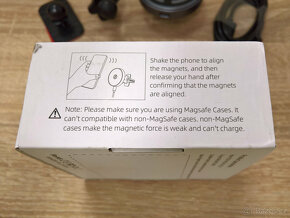 Shake the phone to align
the magnets, and then
release your hand after
confirming that the magnets
are aligned.
Note: Please make sure you are using Magsafe Cases. It
can't compatible with non-MagSafe cases. non-MagSafe
cases make the magnetic force is weak and can't charge.